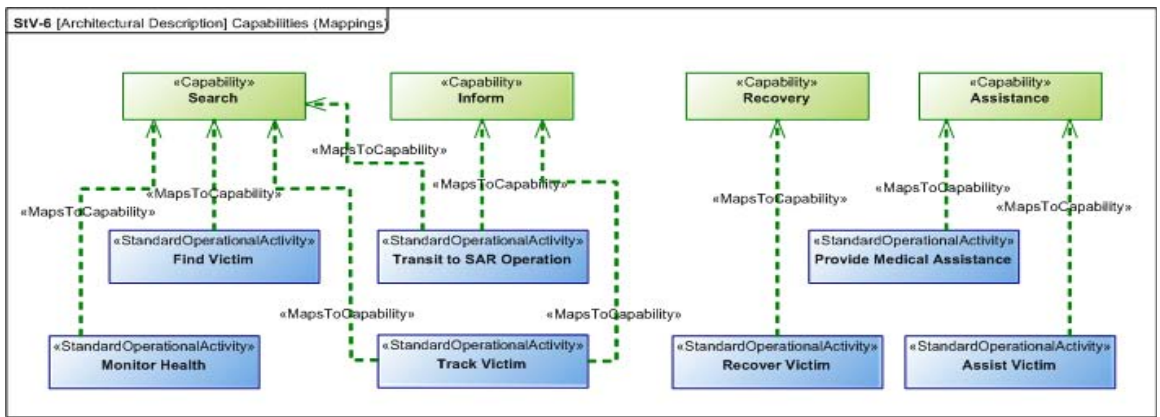 StV-6 [Architectural Description] Capabilities (Mappings)
«Capability»
Search
«Capability»
Inform
«Capability»
Recovery
«Capability»
Assistance
«MapsToCapability»
«MapsToCapability»
«MapsToCapability»
«MapsToCapability»
«MapsToCapability»
«MapsToCapability»
«MapsToCapability»
«StandardOperationalActivity»
Find Victim
«StandardOperationalActivity»
Transit to SAR Operation
«StandardOperationalActivity»
Provide Medical Assistance
«MapsToCapability»
«MapsToCapability»
«StandardOperationalActivity»
Monitor Health
«StandardOperationalActivity»
Track Victim
«StandardOperationalActivity»
Recover Victim
«StandardOperationalActivity»
Assist Victim